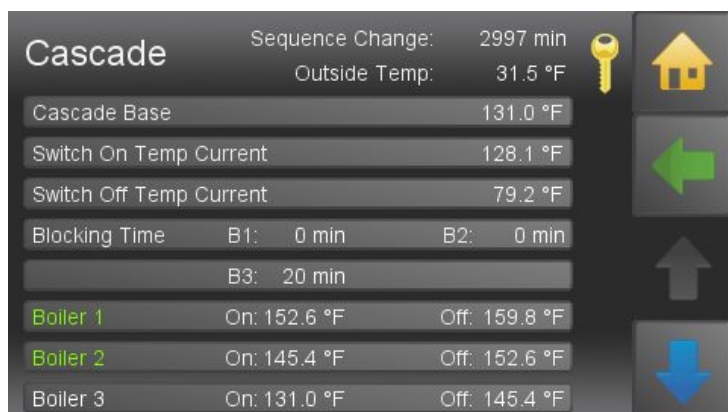 Cascade
Sequence Change: 2997 min
Outside Temp: 31.5 °F
Cascade Base 131.0 °F
Switch On Temp Current 128.1 °F
Switch Off Temp Current 79.2 °F
Blocking Time B1: 0 min B2: 0 min
B3: 20 min
Boiler 1 On: 152.6 °F Off: 159.8 °F
Boiler 2 On: 145.4 °F Off: 152.6 °F
Boiler 3 On: 131.0 °F Off: 145.4 °F